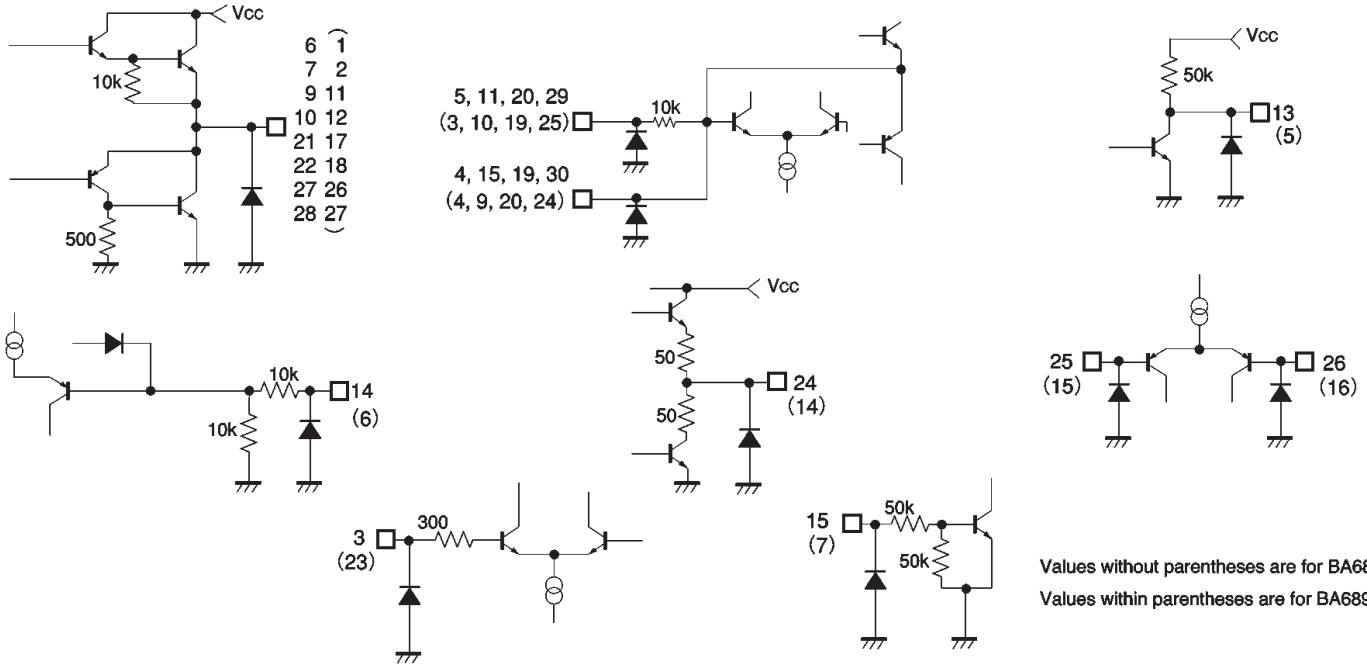 Vcc
10k
500
6 (1
7 2
9 11
10 12
21 17
22 18
27 26
28 27)
5, 11, 20, 29
(3, 10, 19, 25)
10k
4, 15, 19, 30
(4, 9, 20, 24)
Vcc
50k
13
(5)
10k
10k
14
(6)
Vcc
50
50
24
(14)
25
(15)
26
(16)
3
(23)
300
15
(7)
50k
50k
Values without parentheses are for BA68
Values within parentheses are for BA689